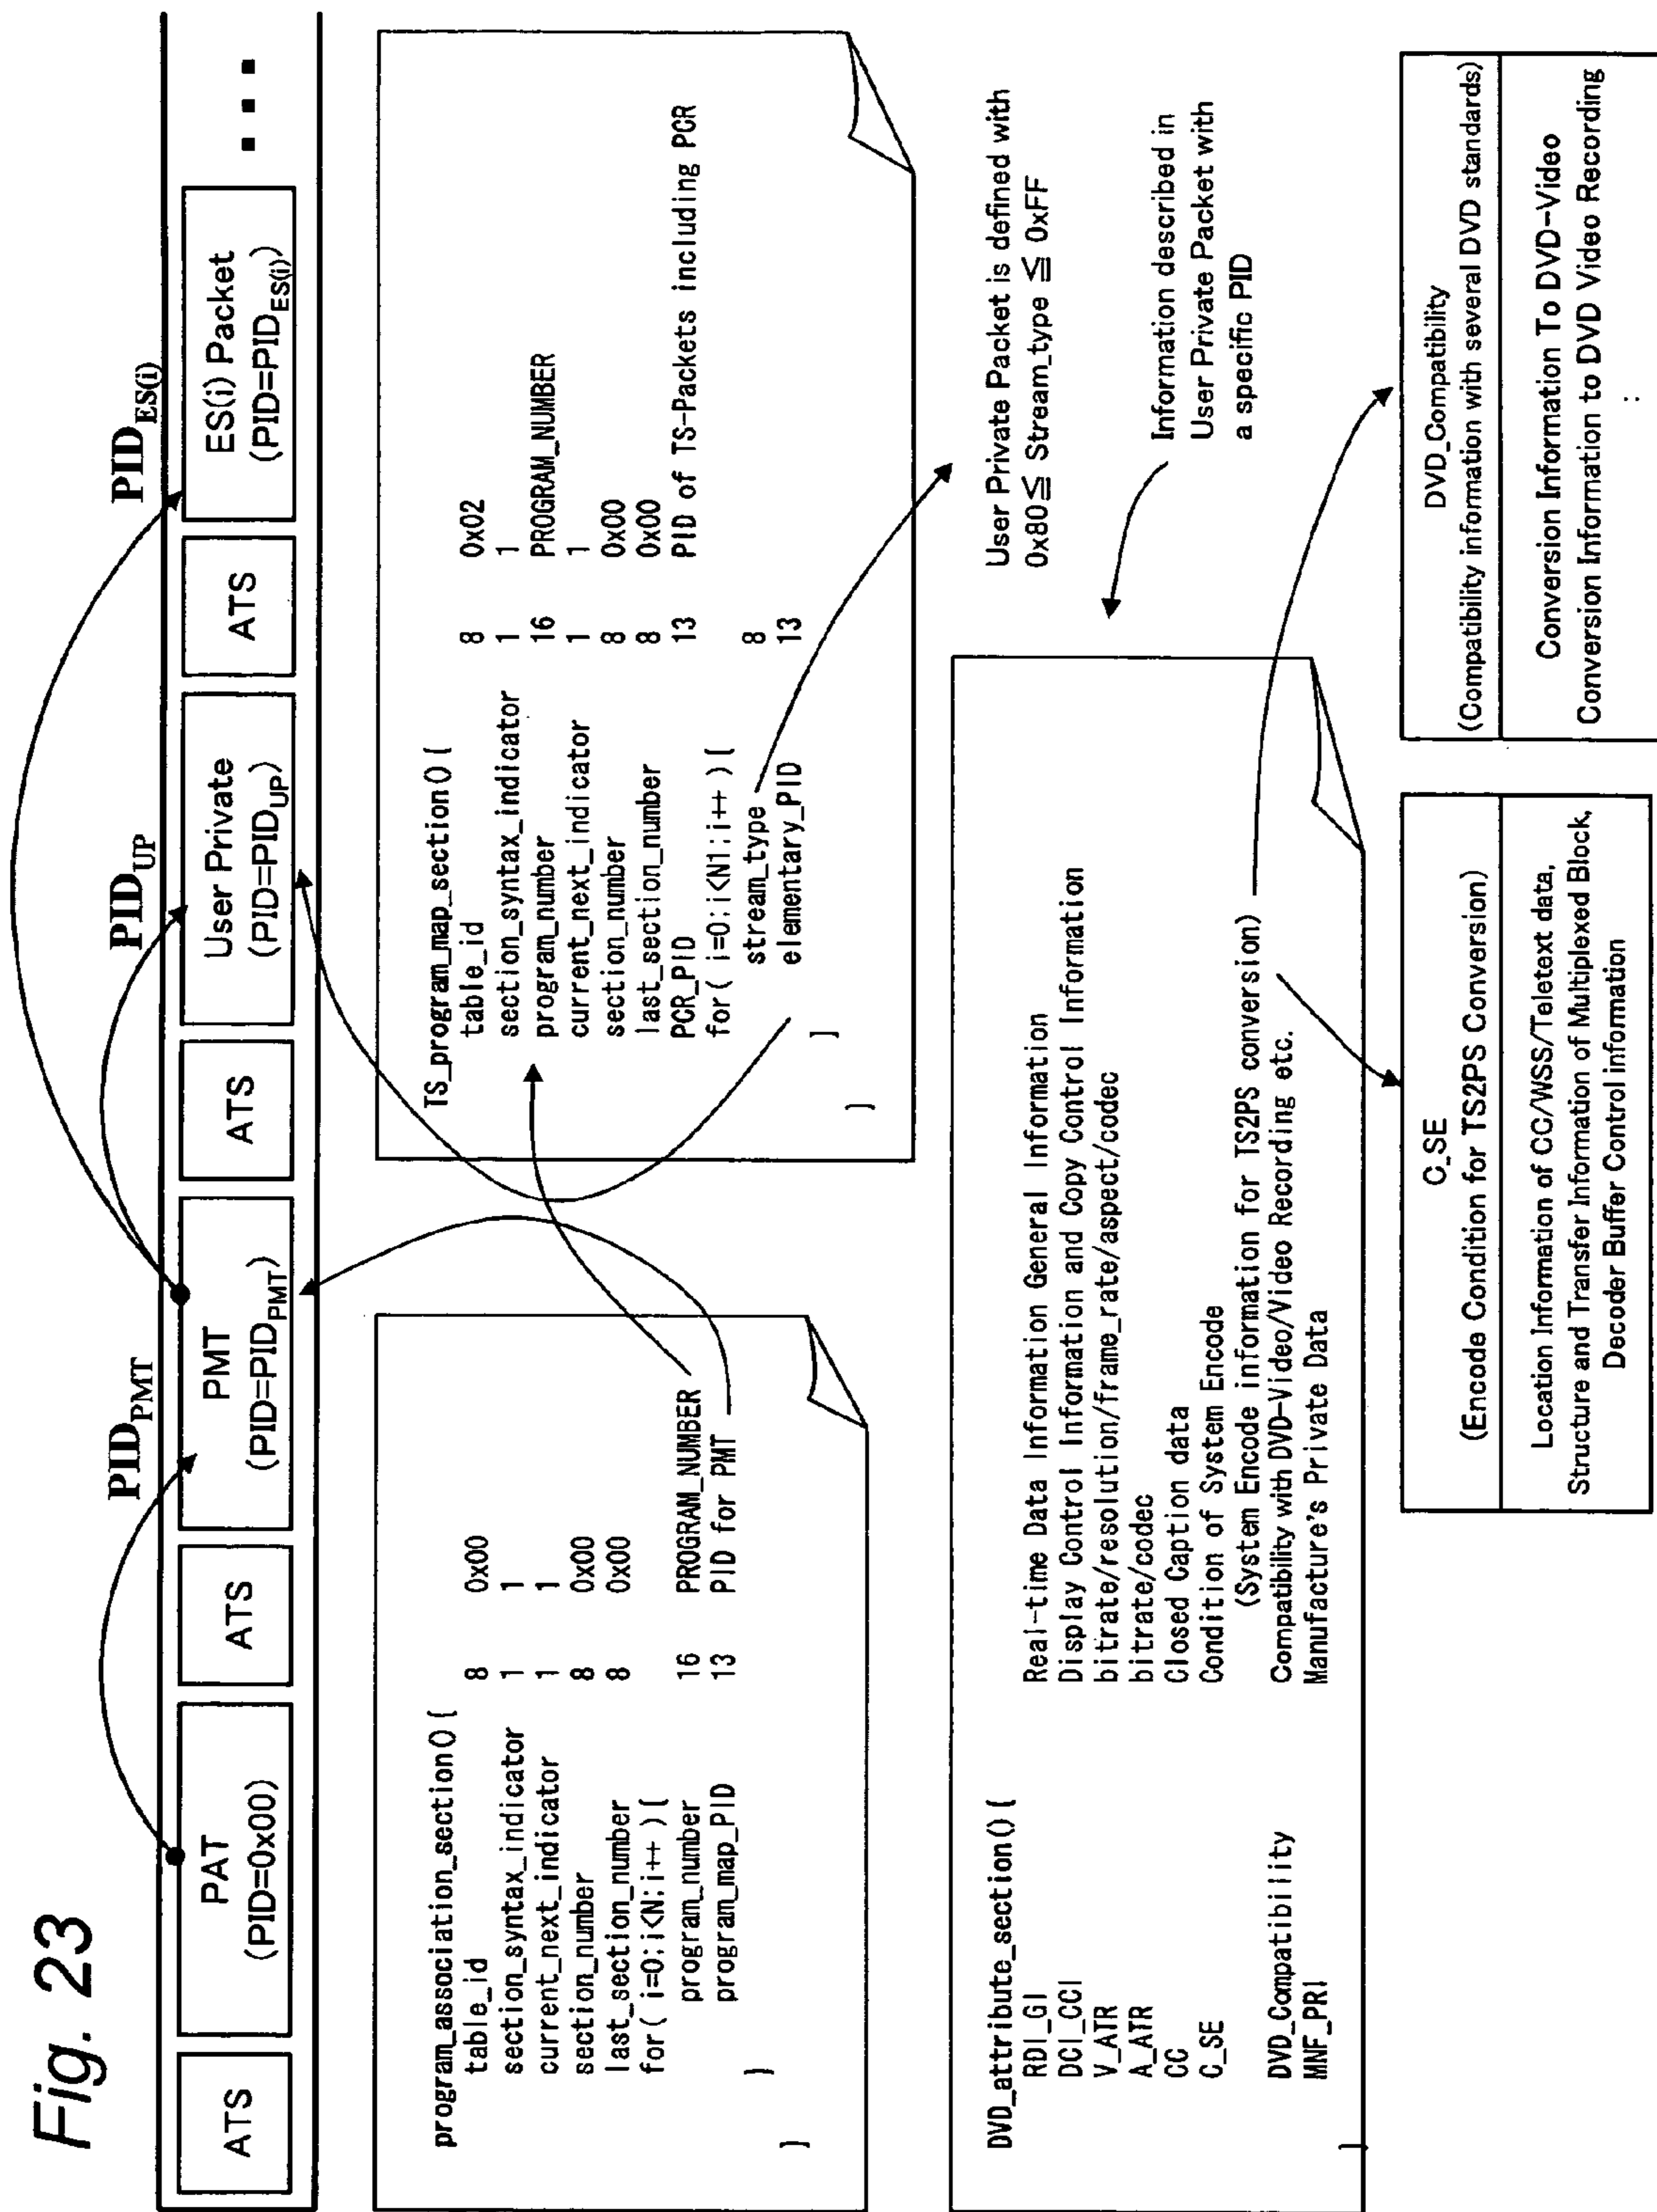 Fig. 23
PID_PMT
PID_UP
PID_ES(i)
ATS
PAT
(PID=0x00)
ATS
PMT
(PID=PID_PMT)
ATS
User Private
(PID=PID_UP)
ATS
ES(i) Packet
(PID=PID_ES(i))
program_association_section() {
table_id 8 0x00
section_syntax_indicator 1 1
current_next_indicator 1 1
section_number 8 0x00
last_section_number 8 0x00
for( i=0;i<N;i++ ) {
program_number 16 PROGRAM_NUMBER
program_map_PID 13 PID for PMT
}
}
TS_program_map_section() {
table_id 8 0x02
section_syntax_indicator 1 1
program_number 16 PROGRAM_NUMBER
current_next_indicator 1 1
section_number 8 0x00
last_section_number 8 0x00
PCR_PID 13 PID of TS-Packets including PCR
for( i=0;i<N1;i++ ) {
stream_type 8
elementary_PID 13
}
}
User Private Packet is defined with
0x80≦ Stream_type ≦ 0xFF
DVD_attribute_section() {
RDI_GI Real-time Data Information General Information
DCI_CCI Display Control Information and Copy Control Information
V_ATR bitrate/resolution/frame_rate/aspect/codec
A_ATR bitrate/codec
CC Closed Caption data
C_SE Condition of System Encode
(System Encode information for TS2PS conversion)
DVD_Compatibility Compatibility with DVD-Video/Video Recording etc.
MNF_PRI Manufacture's Private Data
}
Information described in
User Private Packet with
a specific PID
C_SE
(Encode Condition for TS2PS Conversion)
Location Information of CC/WSS/Teletext data,
Structure and Transfer Information of Multiplexed Block,
Decoder Buffer Control information
DVD_Compatibility
(Compatibility information with several DVD standards)
Conversion Information To DVD-Video
Conversion Information to DVD Video Recording
: